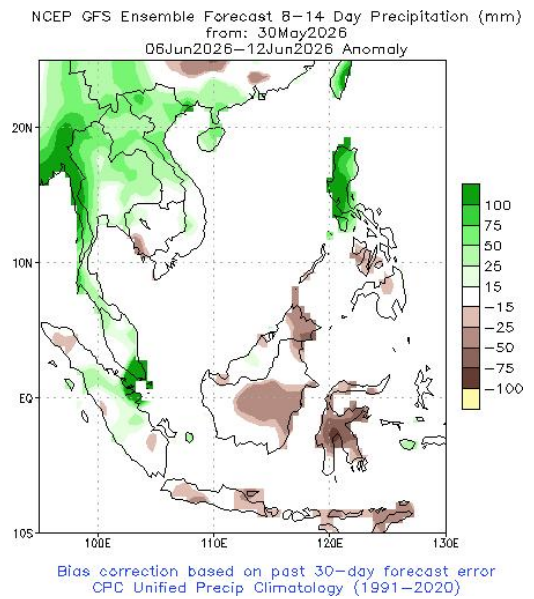 NCEP GFS Ensemble Forecast 8-14 Day Precipitation (mm)
from: 30May2026
06Jun2026-12Jun2026 Anomaly
20N
10N
EQ
10S
100E
110E
120E
130E
100
75
50
25
15
-15
-25
-50
-75
-100
Bias correction based on past 30-day forecast error
CPC Unified Precip Climatology (1991-2020)